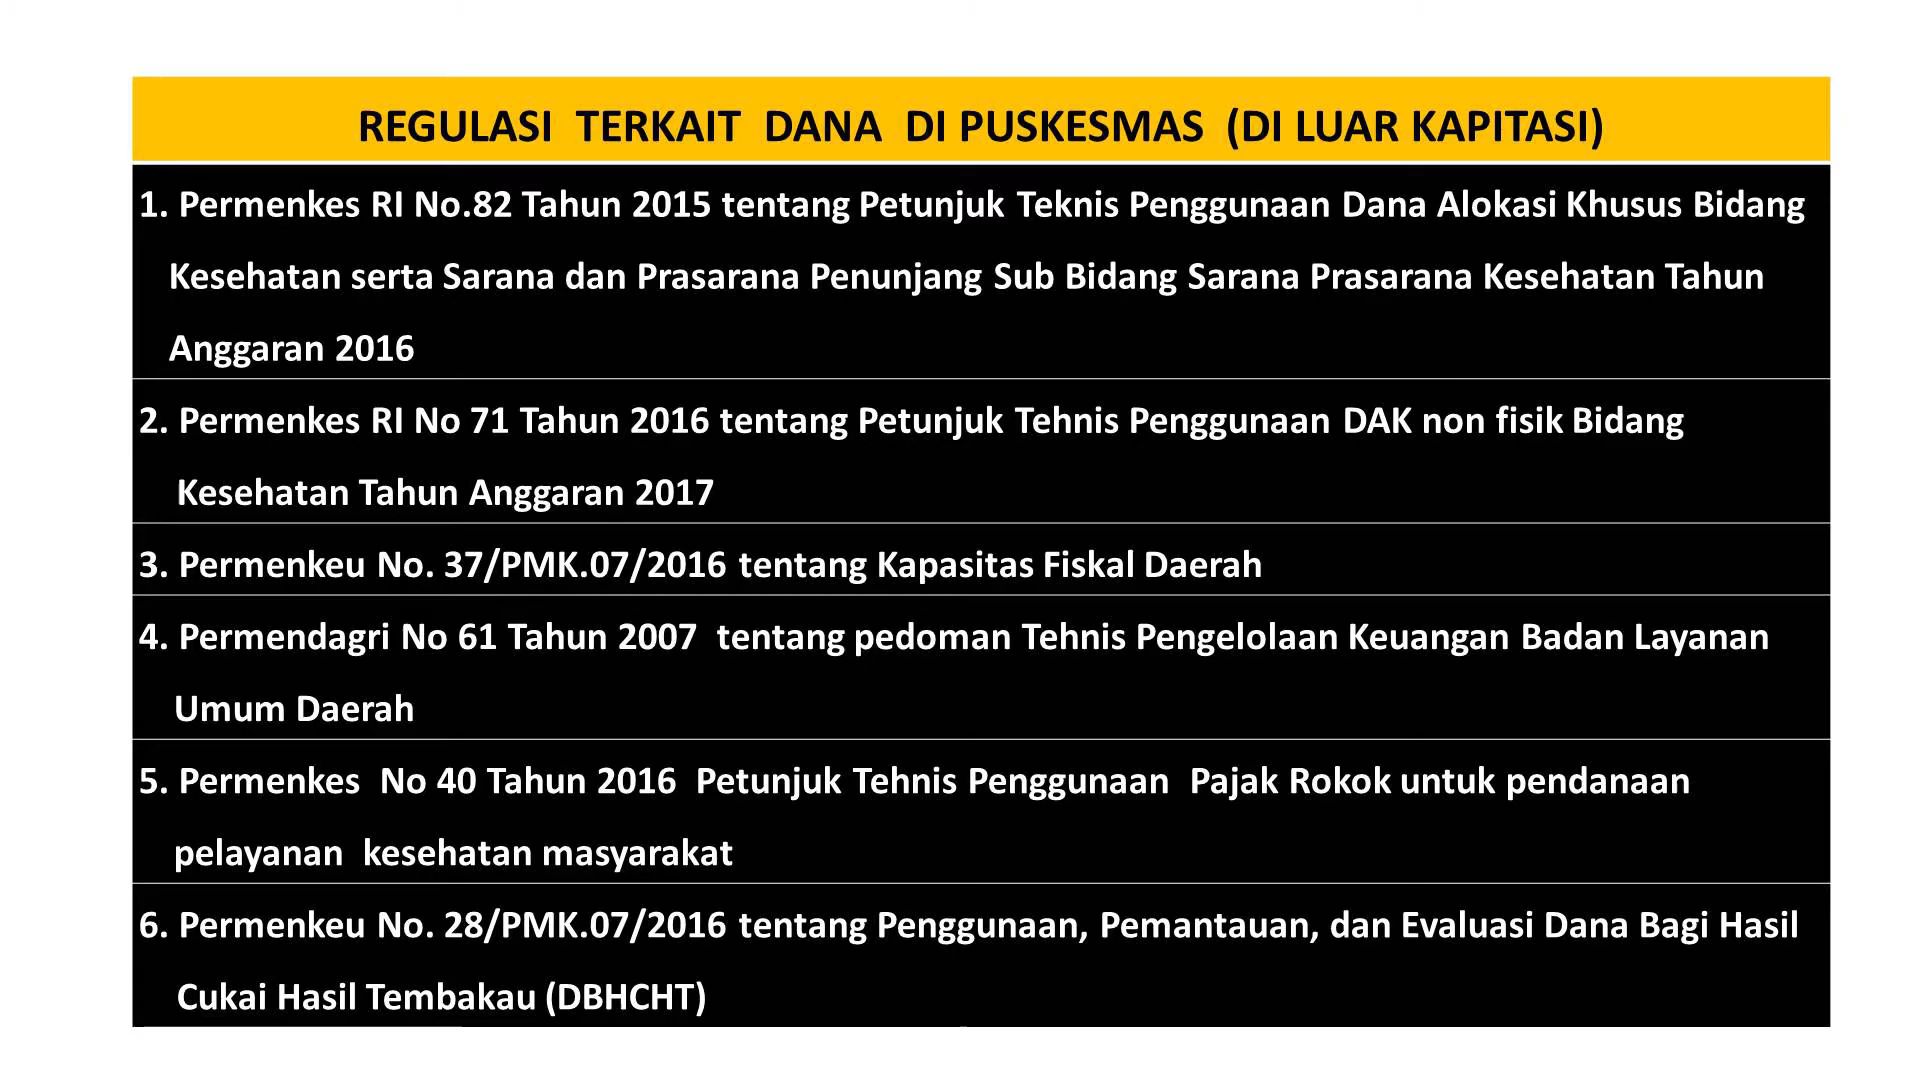 REGULASI TERKAIT DANA DI PUSKESMAS (DI LUAR KAPITASI)
1. Permenkes RI No.82 Tahun 2015 tentang Petunjuk Teknis Penggunaan Dana Alokasi Khusus Bidang
Kesehatan serta Sarana dan Prasarana Penunjang Sub Bidang Sarana Prasarana Kesehatan Tahun
Anggaran 2016
2. Permenkes RI No 71 Tahun 2016 tentang Petunjuk Tehnis Penggunaan DAK non fisik Bidang
Kesehatan Tahun Anggaran 2017
3. Permenkeu No. 37/PMK.07/2016 tentang Kapasitas Fiskal Daerah
4. Permendagri No 61 Tahun 2007 tentang pedoman Tehnis Pengelolaan Keuangan Badan Layanan
Umum Daerah
5. Permenkes No 40 Tahun 2016 Petunjuk Tehnis Penggunaan Pajak Rokok untuk pendanaan
pelayanan kesehatan masyarakat
6. Permenkeu No. 28/PMK.07/2016 tentang Penggunaan, Pemantauan, dan Evaluasi Dana Bagi Hasil
Cukai Hasil Tembakau (DBHCHT)